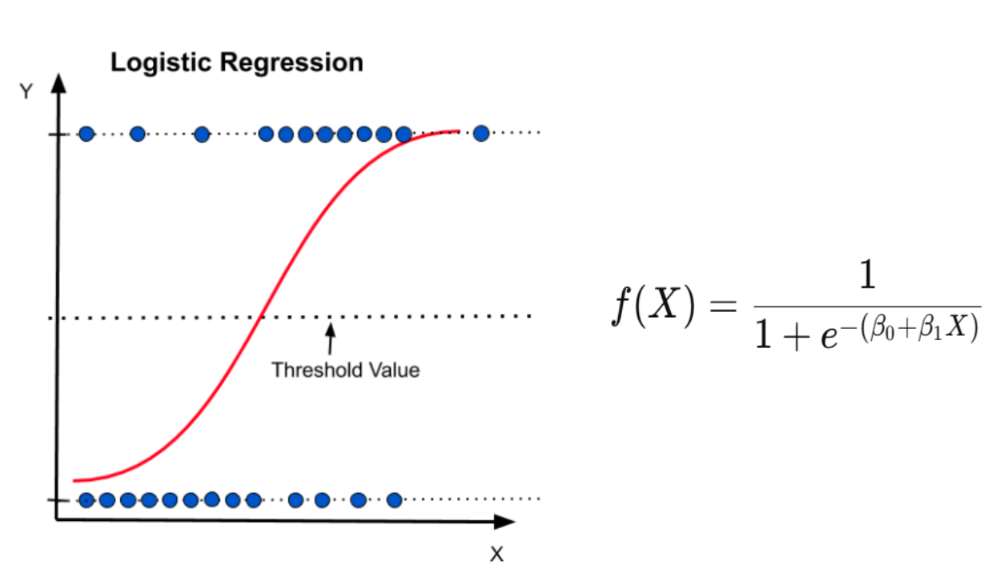 Logistic Regression
Y
Threshold Value
X
f(X) = 1 / (1 + e^{-(β₀+β₁X)})